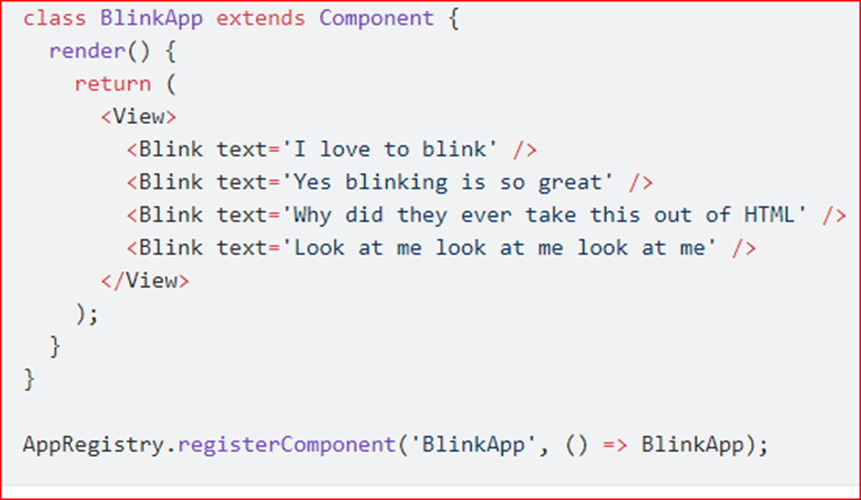 class BlinkApp extends Component {
  render() {
    return (
      <View>
        <Blink text='I love to blink' />
        <Blink text='Yes blinking is so great' />
        <Blink text='Why did they ever take this out of HTML' />
        <Blink text='Look at me look at me look at me' />
      </View>
    );
  }
}

AppRegistry.registerComponent('BlinkApp', () => BlinkApp);